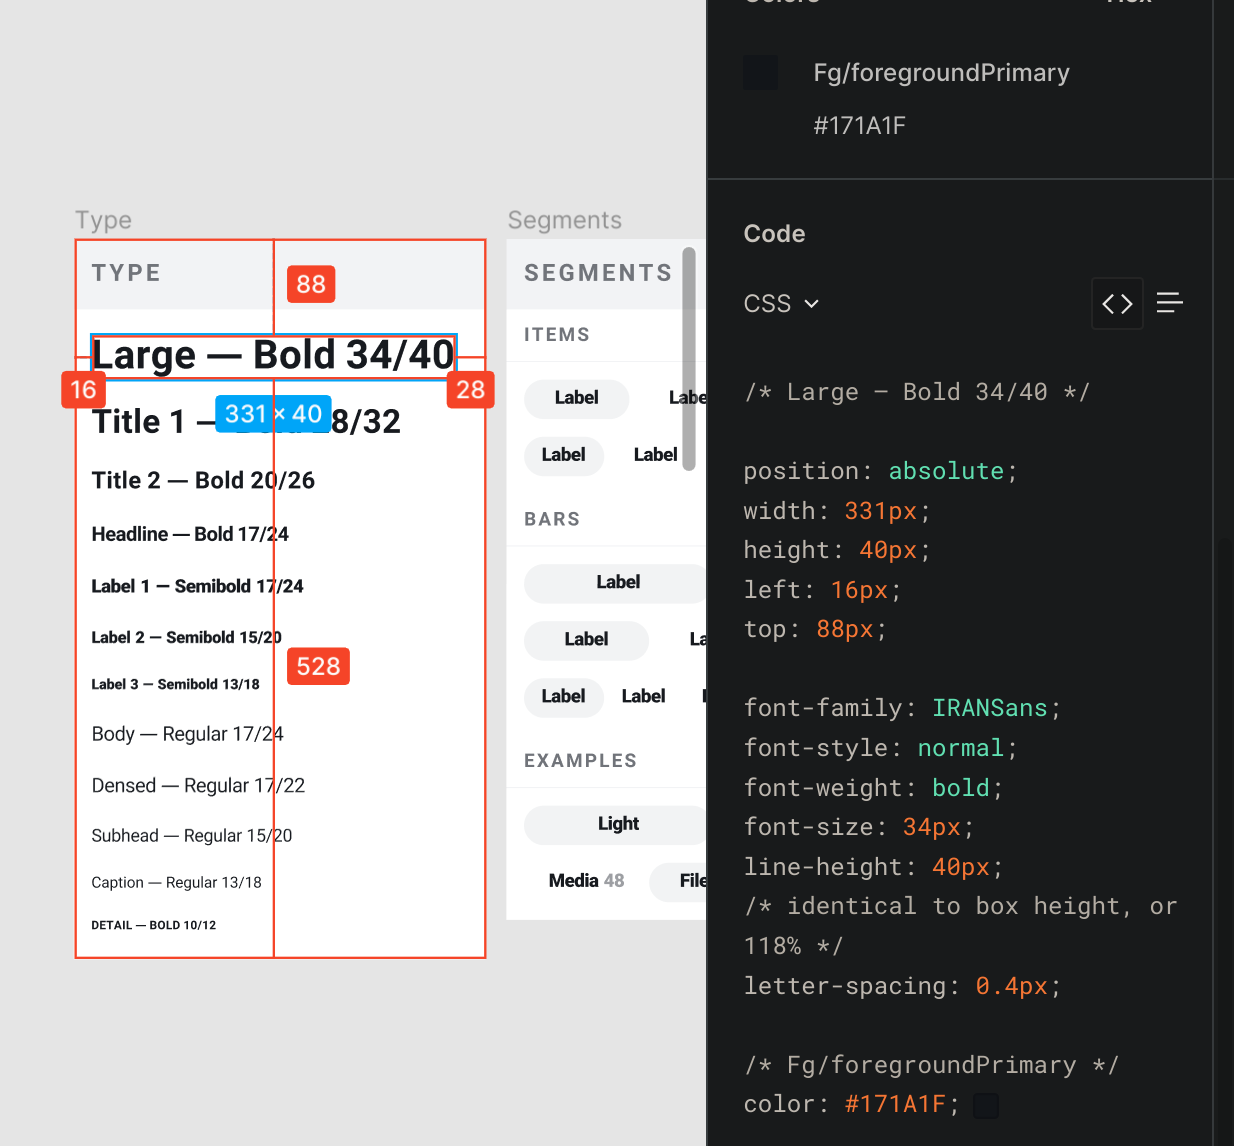 Fg/foregroundPrimary
#171A1F
Type
TYPE
88
Large — Bold 34/40
16
28
331 × 40
Title 1 — 8/32
Title 2 — Bold 20/26
Headline — Bold 17/24
Label 1 — Semibold 17/24
Label 2 — Semibold 15/20
528
Label 3 — Semibold 13/18
Body — Regular 17/24
Densed — Regular 17/22
Subhead — Regular 15/20
Caption — Regular 13/18
DETAIL — BOLD 10/12
Segments
SEGMENTS
ITEMS
Label Labe
Label Label
BARS
Label
Label La
Label Label
EXAMPLES
Light
Media 48 File
Code
CSS
/* Large — Bold 34/40 */
position: absolute;
width: 331px;
height: 40px;
left: 16px;
top: 88px;
font-family: IRANSans;
font-style: normal;
font-weight: bold;
font-size: 34px;
line-height: 40px;
/* identical to box height, or
118% */
letter-spacing: 0.4px;
/* Fg/foregroundPrimary */
color: #171A1F;